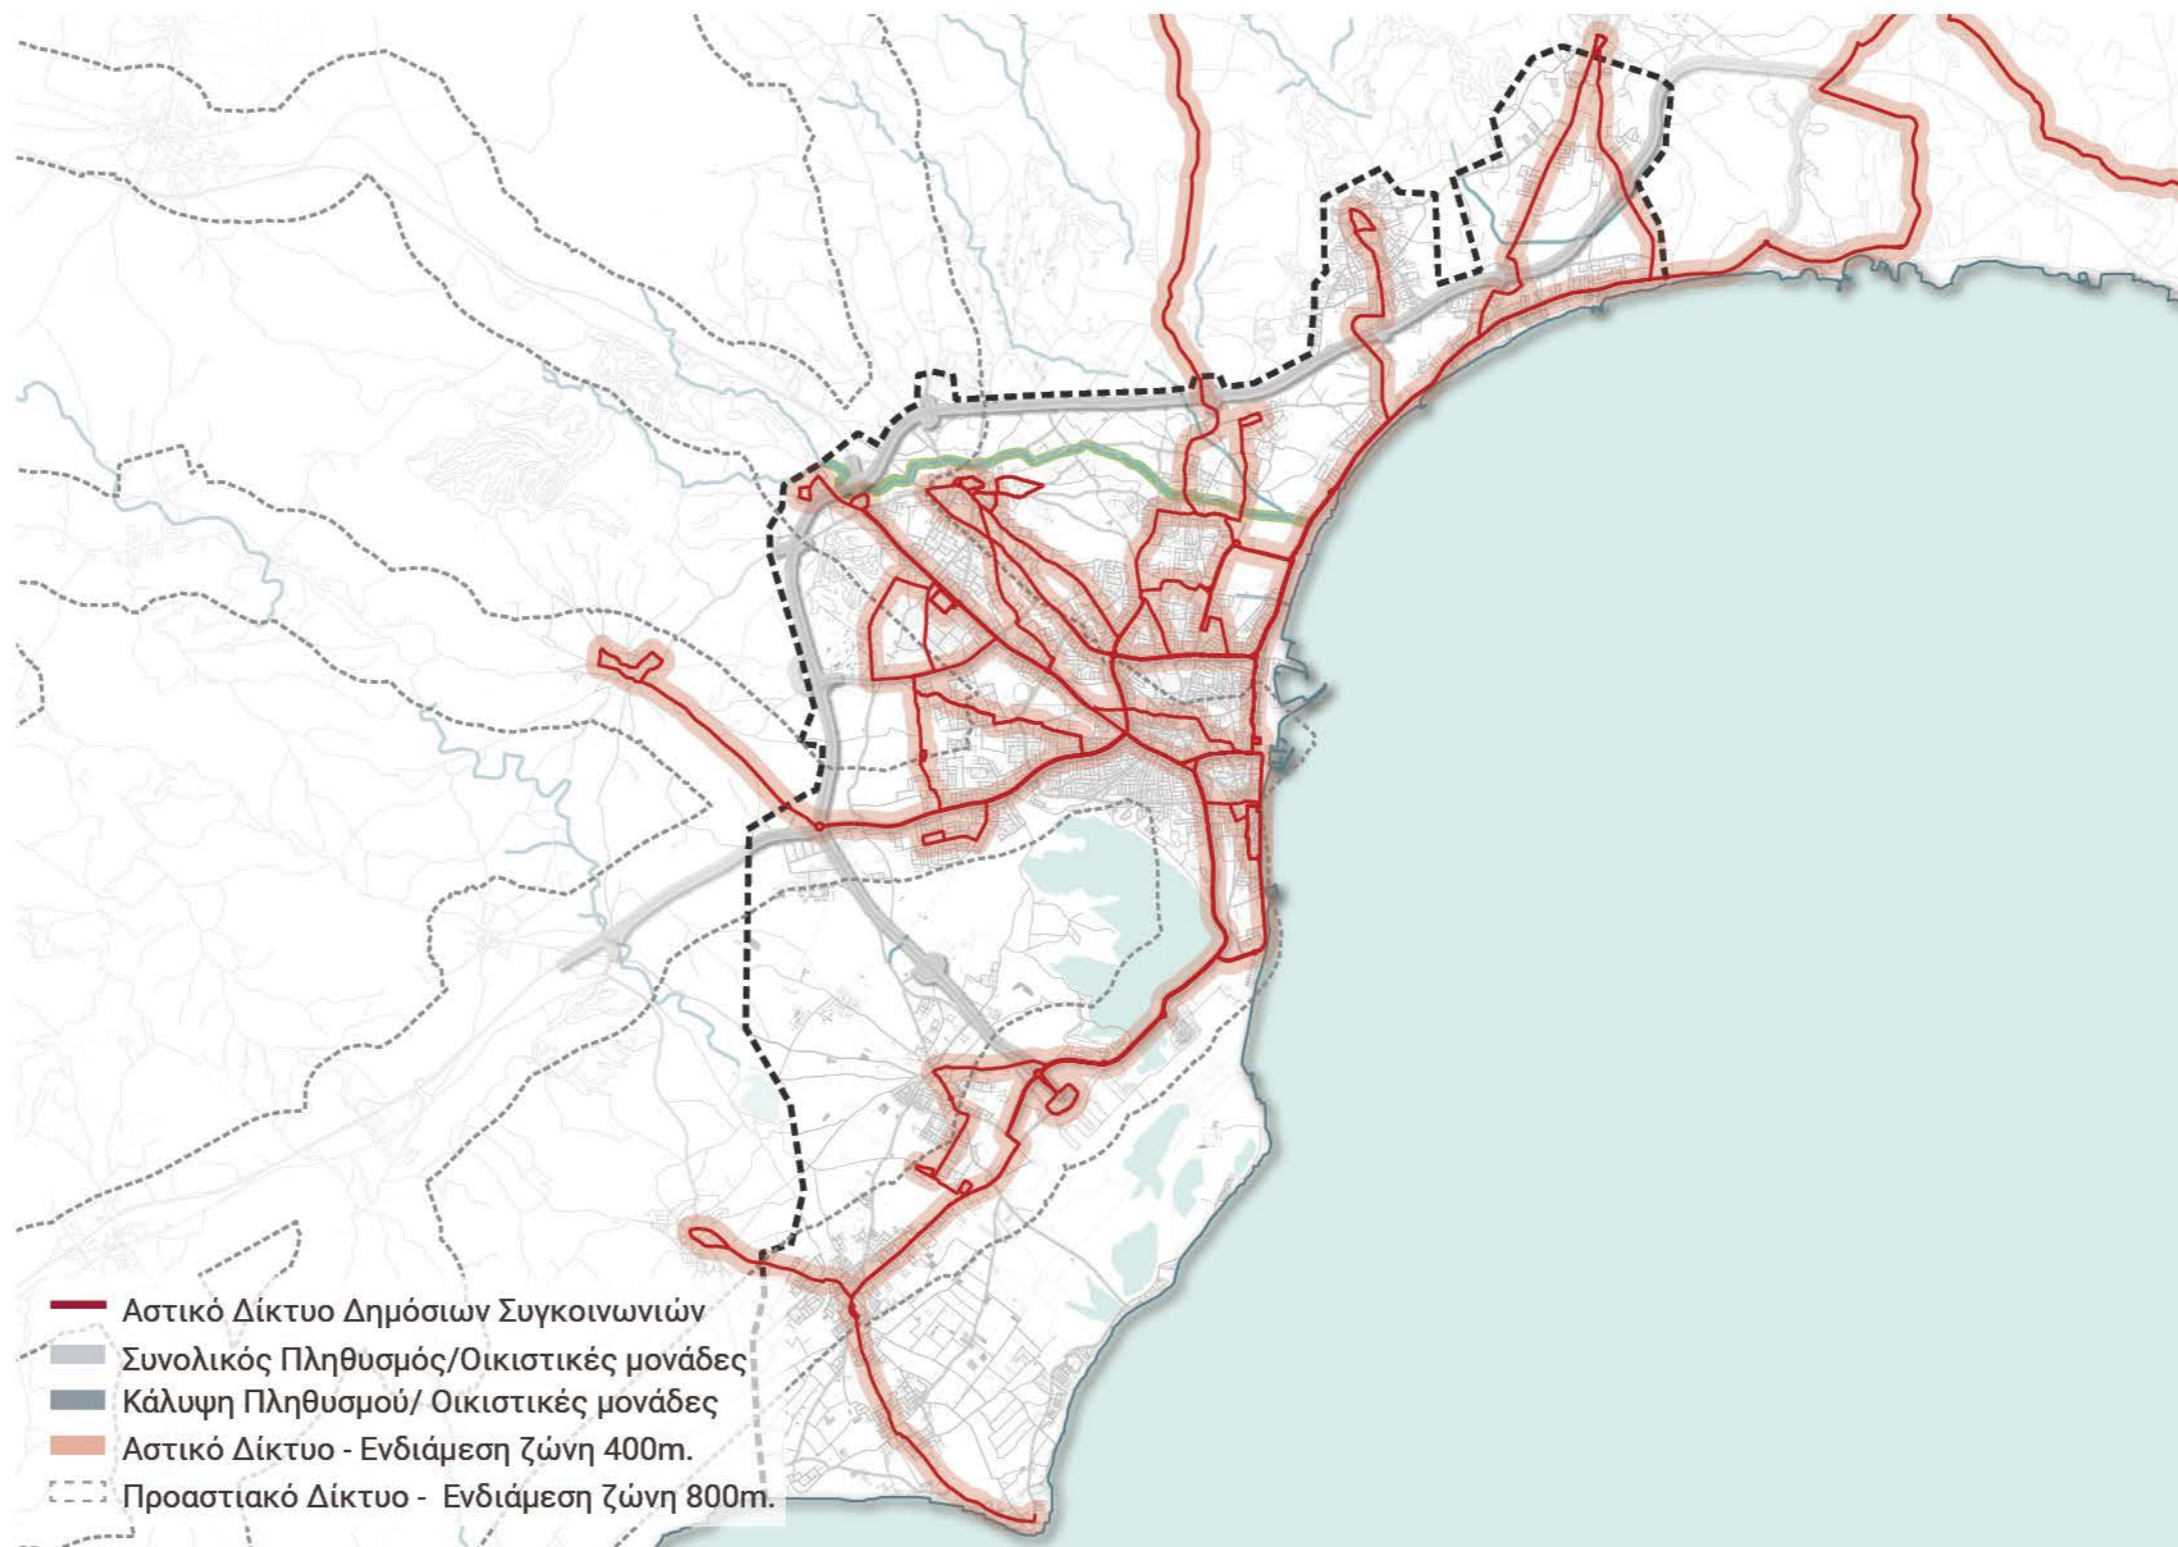 Αστικό Δίκτυο Δημόσιων Συγκοινωνιών
Συνολικός Πληθυσμός/Οικιστικές μονάδες
Κάλυψη Πληθυσμού/ Οικιστικές μονάδες
Αστικό Δίκτυο - Ενδιάμεση ζώνη 400m.
Προαστιακό Δίκτυο - Ενδιάμεση ζώνη 800m.